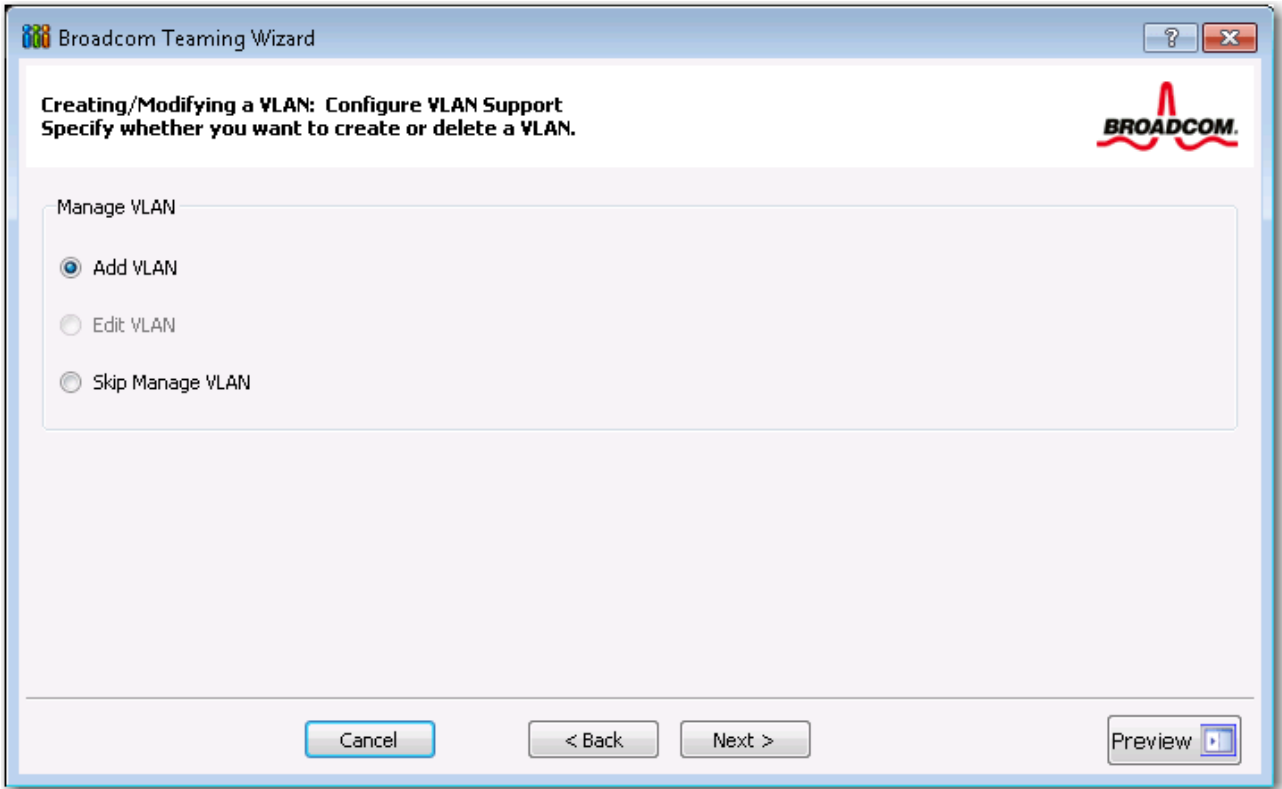 Broadcom Teaming Wizard
?
Creating/Modifying a VLAN: Configure VLAN Support
Specify whether you want to create or delete a VLAN.
BROADCOM.
Manage VLAN
Add VLAN
Edit VLAN
Skip Manage VLAN
Cancel
< Back
Next >
Preview